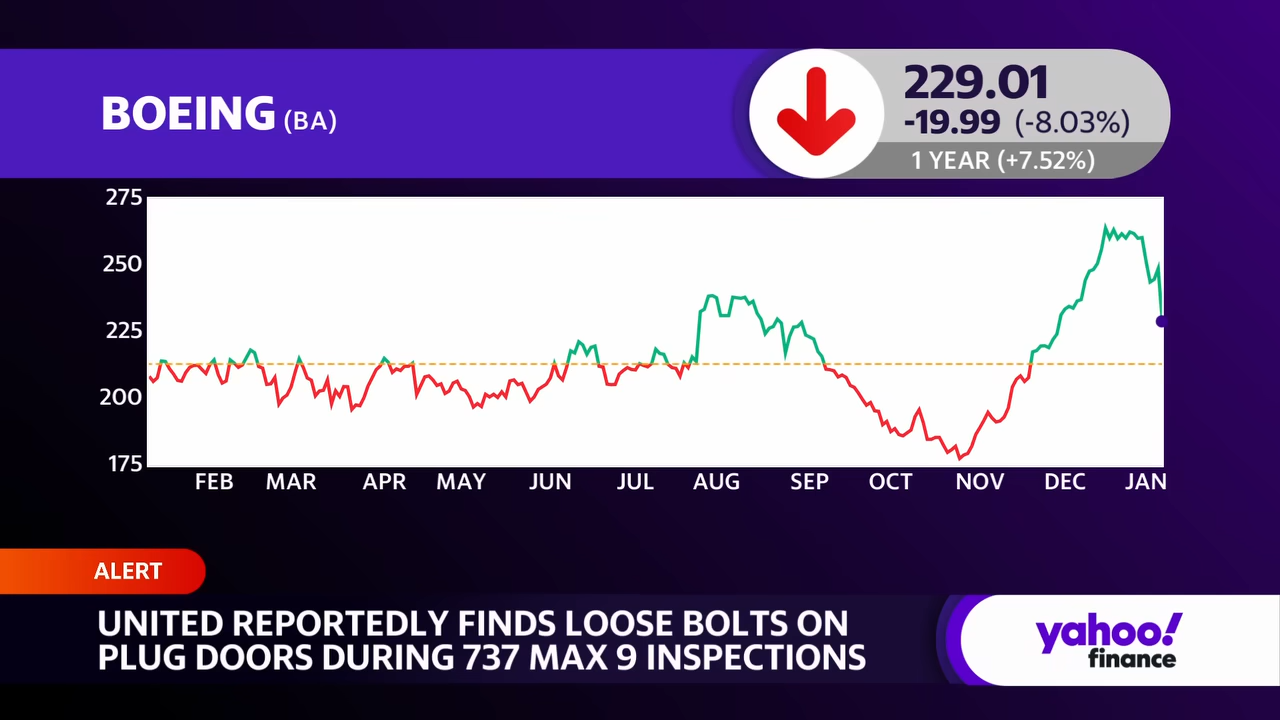 BOEING (BA)
229.01
-19.99 (-8.03%)
1 YEAR (+7.52%)
275
250
225
200
175
FEB MAR APR MAY JUN JUL AUG SEP OCT NOV DEC JAN
ALERT
UNITED REPORTEDLY FINDS LOOSE BOLTS ON
PLUG DOORS DURING 737 MAX 9 INSPECTIONS
yahoo!
finance